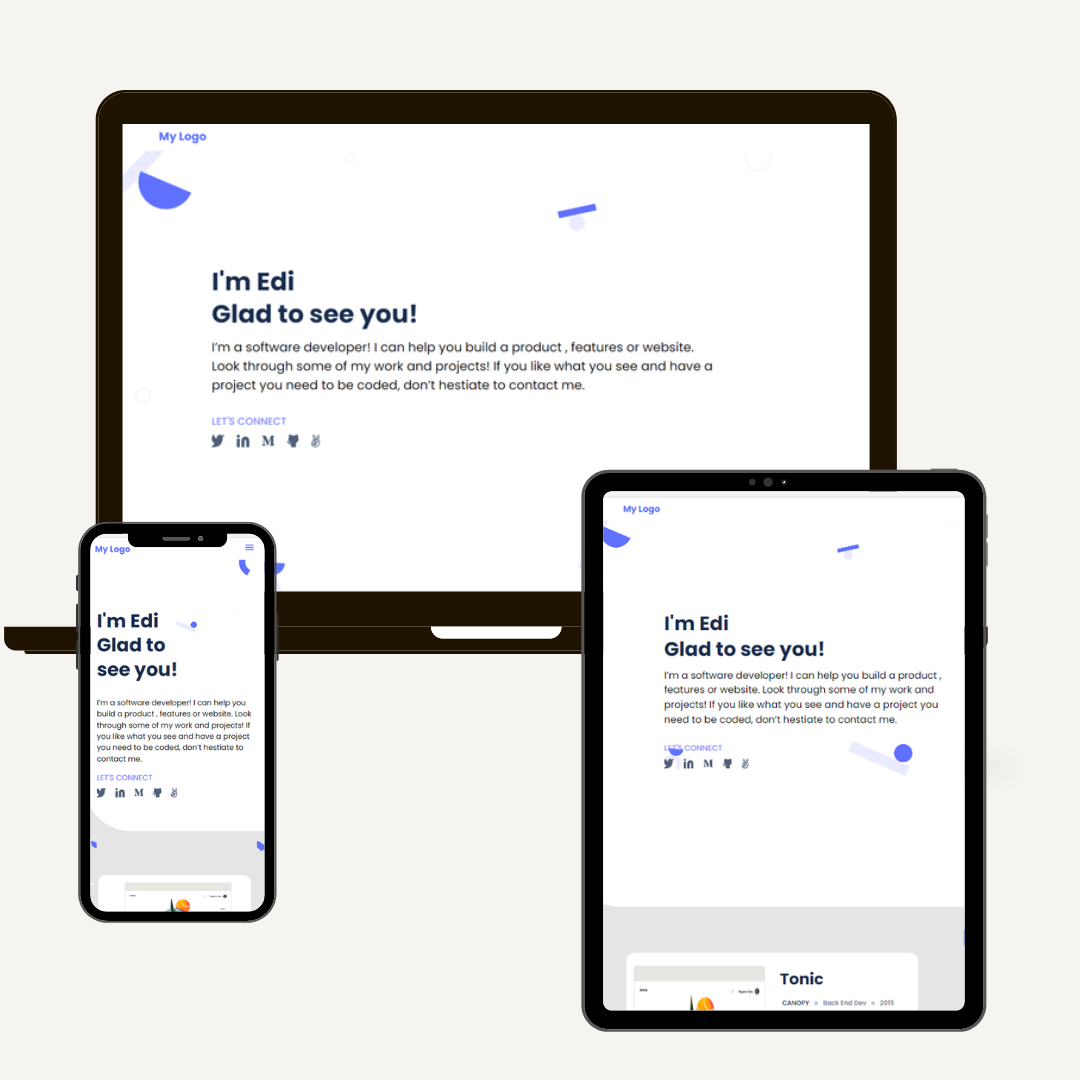 My Logo
I'm Edi
Glad to see you!
I'm a software developer! I can help you build a product , features or website.
Look through some of my work and projects! If you like what you see and have a
project you need to be coded, don't hestiate to contact me.
LET'S CONNECT
My Logo
I'm Edi
Glad to
see you!
I'm a software developer! I can help you
build a product , features or website. Look
through some of my work and projects! If
you like what you see and have a project
you need to be coded, don't hestiate to
contact me.
LET'S CONNECT
My Logo
I'm Edi
Glad to see you!
I'm a software developer! I can help you build a product ,
features or website. Look through some of my work and
projects! If you like what you see and have a project you
need to be coded, don't hestiate to contact me.
LET'S CONNECT
Tonic
CANOPY Back End Dev 2015